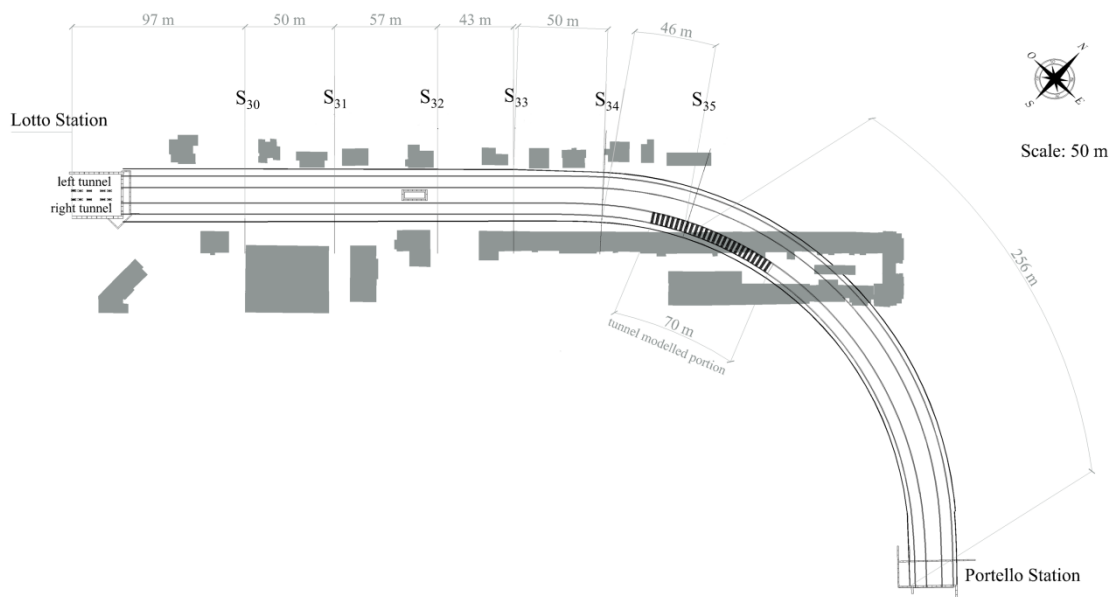 97 m
50 m
57 m
43 m
50 m
46 m
S30
S31
S32
S33
S34
S35
N
O
S
E
Scale: 50 m
Lotto Station
left tunnel
right tunnel
256 m
70 m
tunnel modelled portion
Portello Station